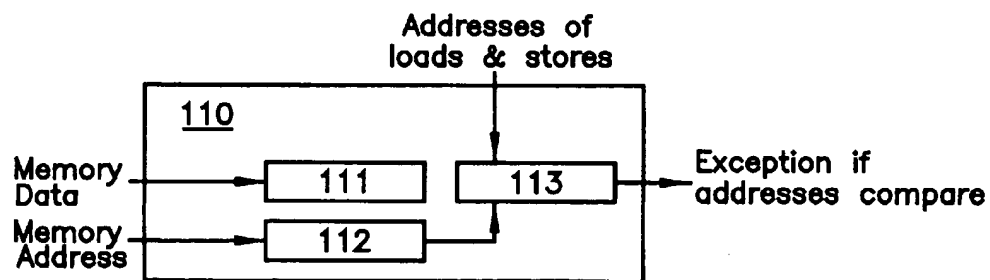 Addresses of
loads & stores
110
Memory
Data
111
113
Exception if
addresses compare
Memory
Address
112